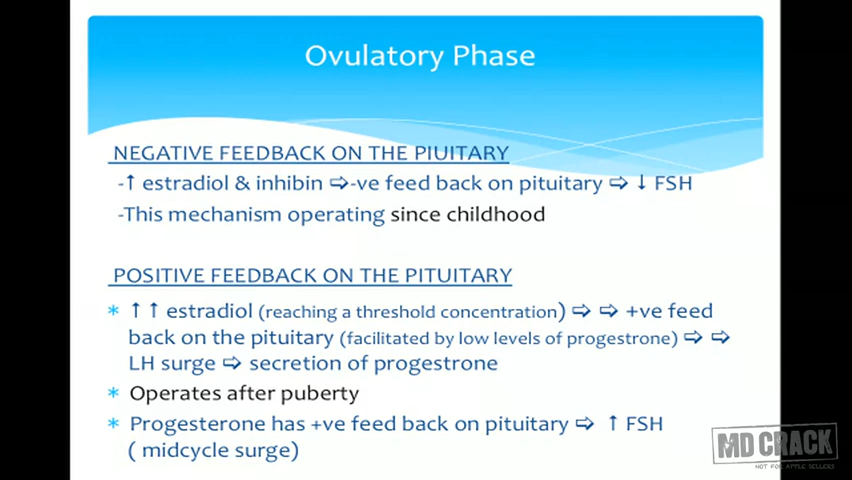 Ovulatory Phase
NEGATIVE FEEDBACK ON THE PIUITARY
-↑ estradiol & inhibin ⇨-ve feed back on pituitary ⇨ ↓ FSH
-This mechanism operating since childhood
POSITIVE FEEDBACK ON THE PITUITARY
* ↑ ↑ estradiol (reaching a threshold concentration) ⇨ ⇨ +ve feed
back on the pituitary (facilitated by low levels of progestrone) ⇨ ⇨
LH surge ⇨ secretion of progestrone
* Operates after puberty
* Progesterone has +ve feed back on pituitary ⇨ ↑ FSH
( midcycle surge)
MD CRACK
NOT FOR APPLE SELLERS